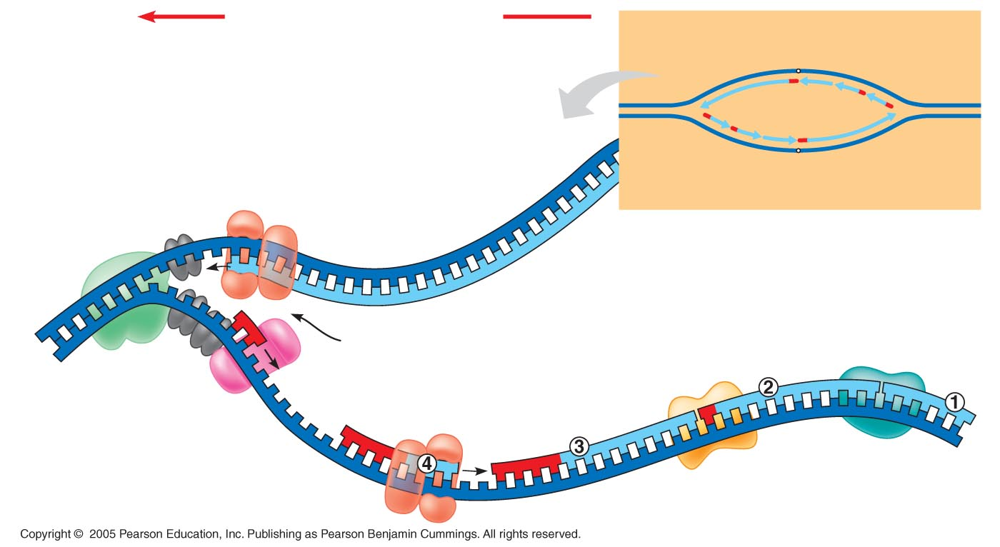 2
1
3
4
Copyright © 2005 Pearson Education, Inc. Publishing as Pearson Benjamin Cummings. All rights reserved.